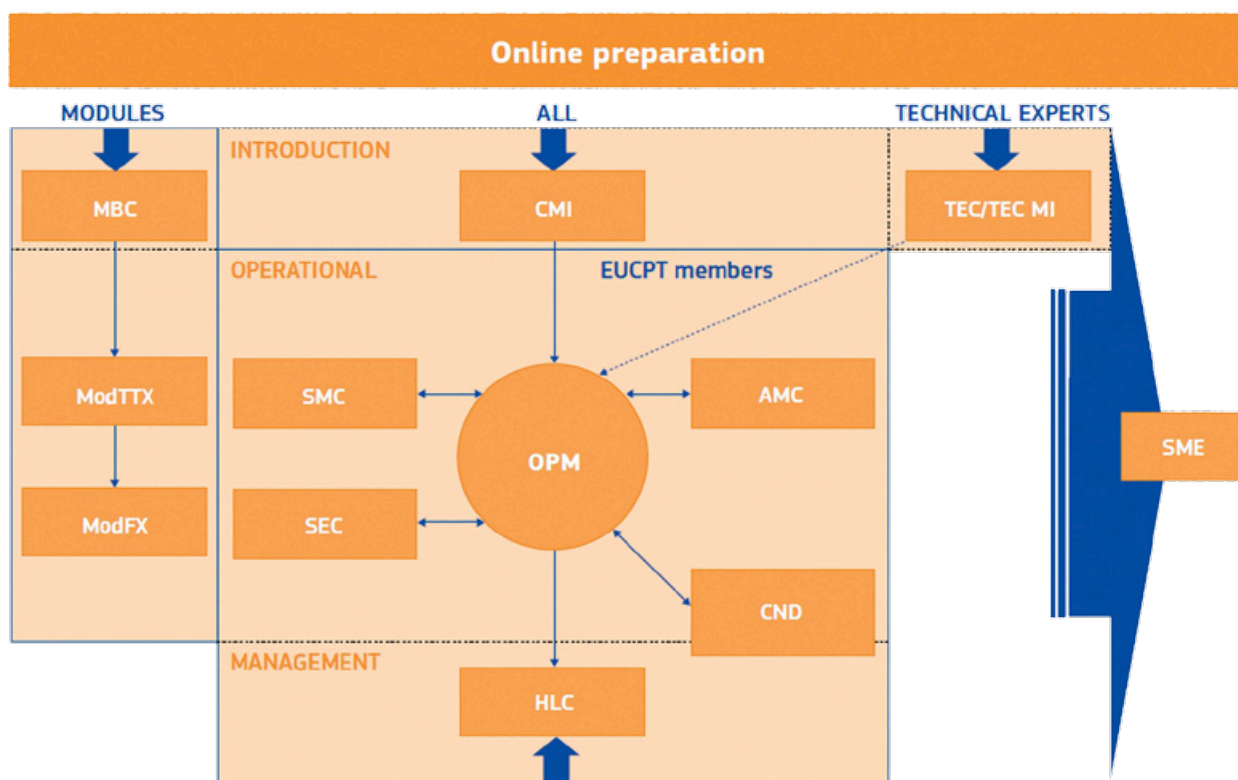 Online preparation
MODULES
ALL
TECHNICAL EXPERTS
INTRODUCTION
MBC
CMI
TEC/TEC MI
OPERATIONAL
EUCPT members
ModTTX
SMC
AMC
OPM
SME
ModFX
SEC
CND
MANAGEMENT
HLC